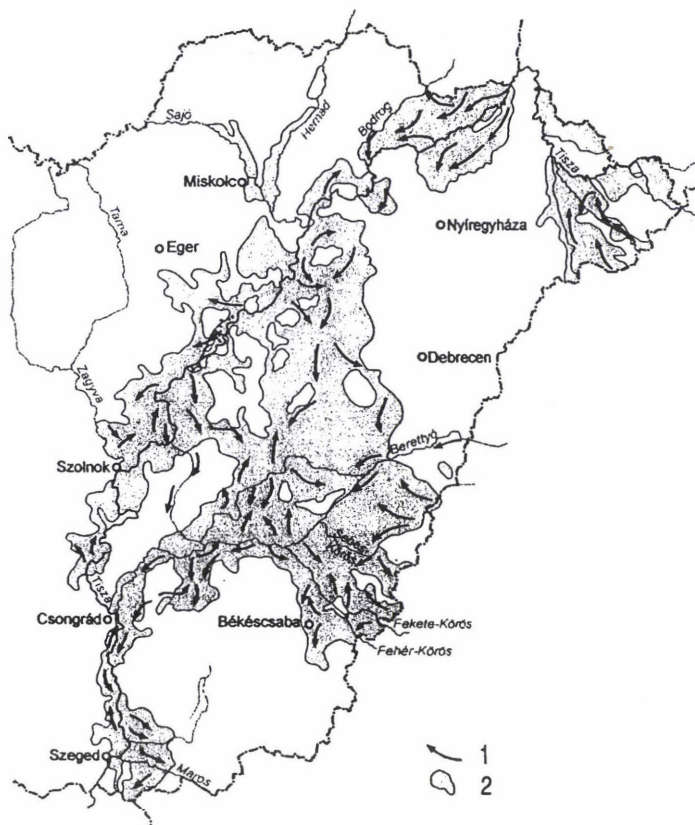 Sajó
Hernád
Bodrog
Miskolc
Tisza
Tarna
Eger
Nyíregyháza
Debrecen
Zagyva
Berettyó
Szolnok
Tisza
Csongrád
Békéscsaba
Fekete-Körös
Fehér-Körös
1
Szeged
Maros
2